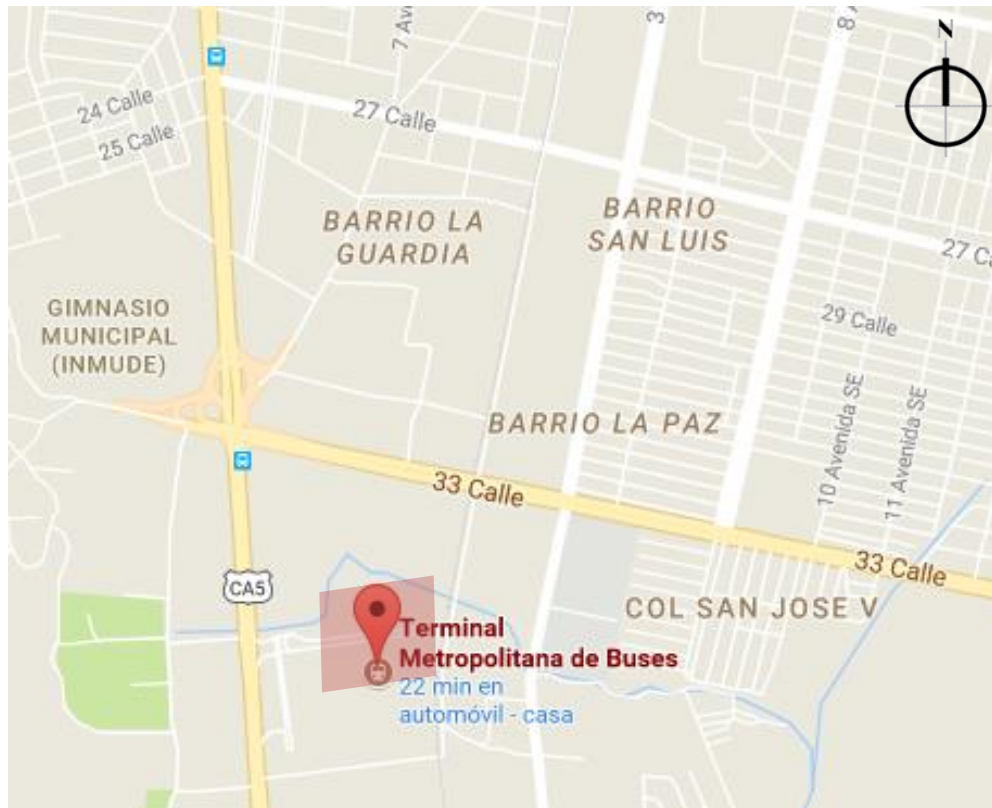 N
7 Av
3
8 A
24 Calle
25 Calle
27 Calle
BARRIO LA
GUARDIA
BARRIO
SAN LUIS
27 Ca
GIMNASIO
MUNICIPAL
(INMUDE)
29 Calle
10 Avenida SE
11 Avenida SE
BARRIO LA PAZ
33 Calle
33 Calle
CA5
COL SAN JOSE V
Terminal
Metropolitana de Buses
22 min en
automóvil - casa